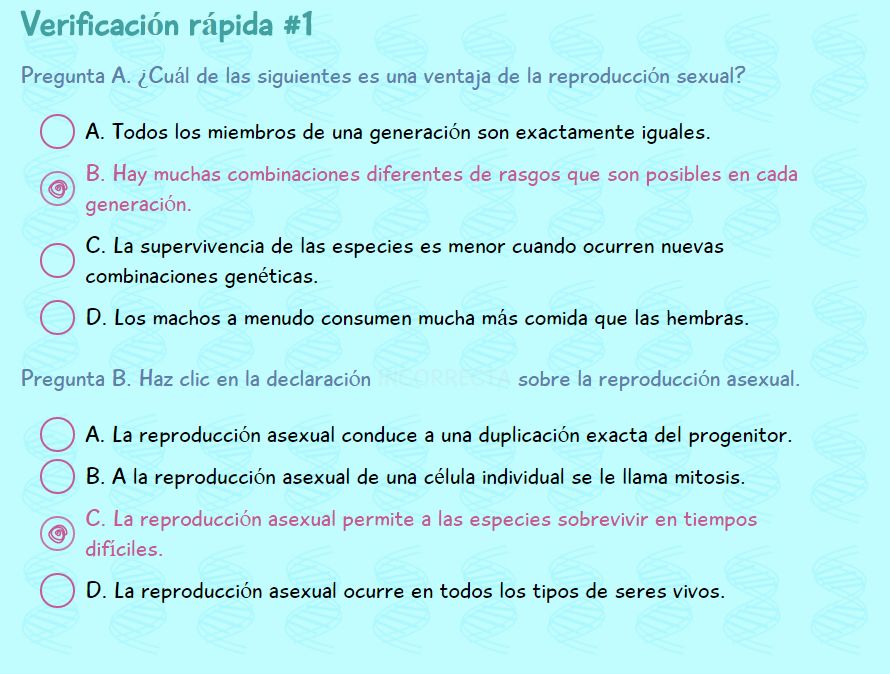 Verificación rápida #1
Pregunta A. ¿Cuál de las siguientes es una ventaja de la reproducción sexual?
A. Todos los miembros de una generación son exactamente iguales.
B. Hay muchas combinaciones diferentes de rasgos que son posibles en cada
generación.
C. La supervivencia de las especies es menor cuando ocurren nuevas
combinaciones genéticas.
D. Los machos a menudo consumen mucha más comida que las hembras.
Pregunta B. Haz clic en la declaración INCORRECTA sobre la reproducción asexual.
A. La reproducción asexual conduce a una duplicación exacta del progenitor.
B. A la reproducción asexual de una célula individual se le llama mitosis.
C. La reproducción asexual permite a las especies sobrevivir en tiempos
difíciles.
D. La reproducción asexual ocurre en todos los tipos de seres vivos.